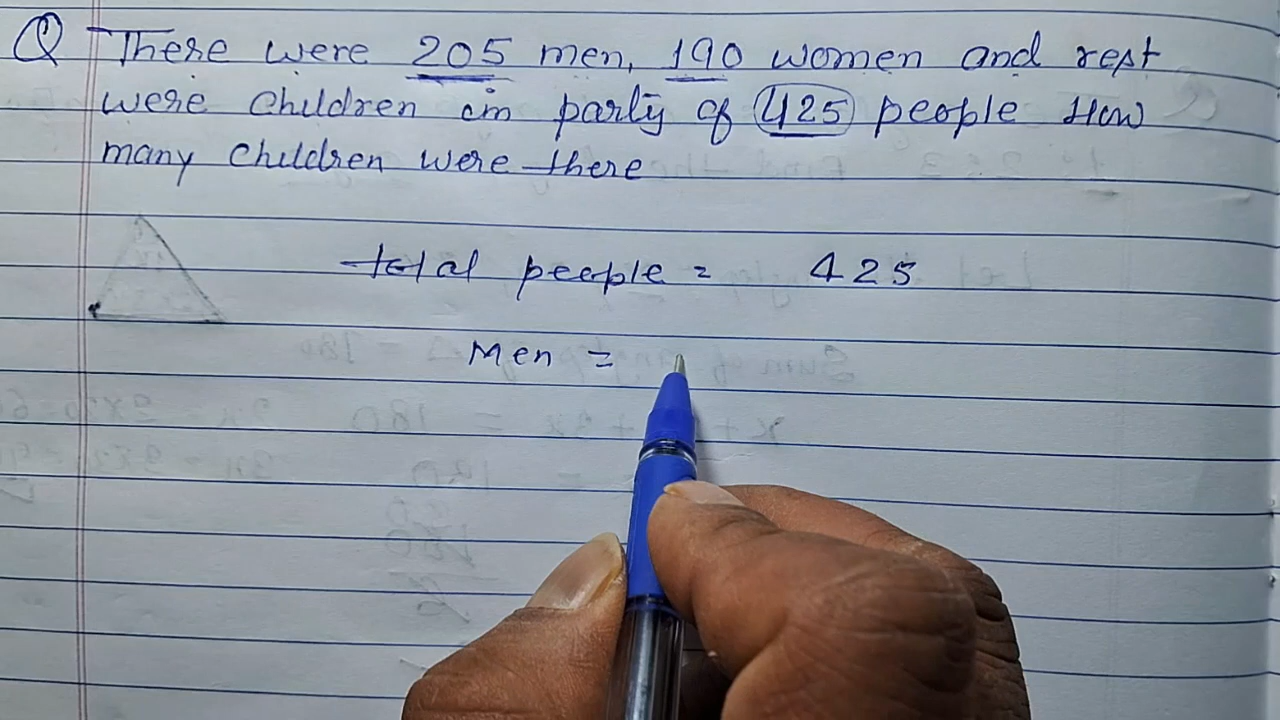 Q There were 205 men, 190 women and rest
were children in party of 425 people How
many children were there
total people = 425
Men =